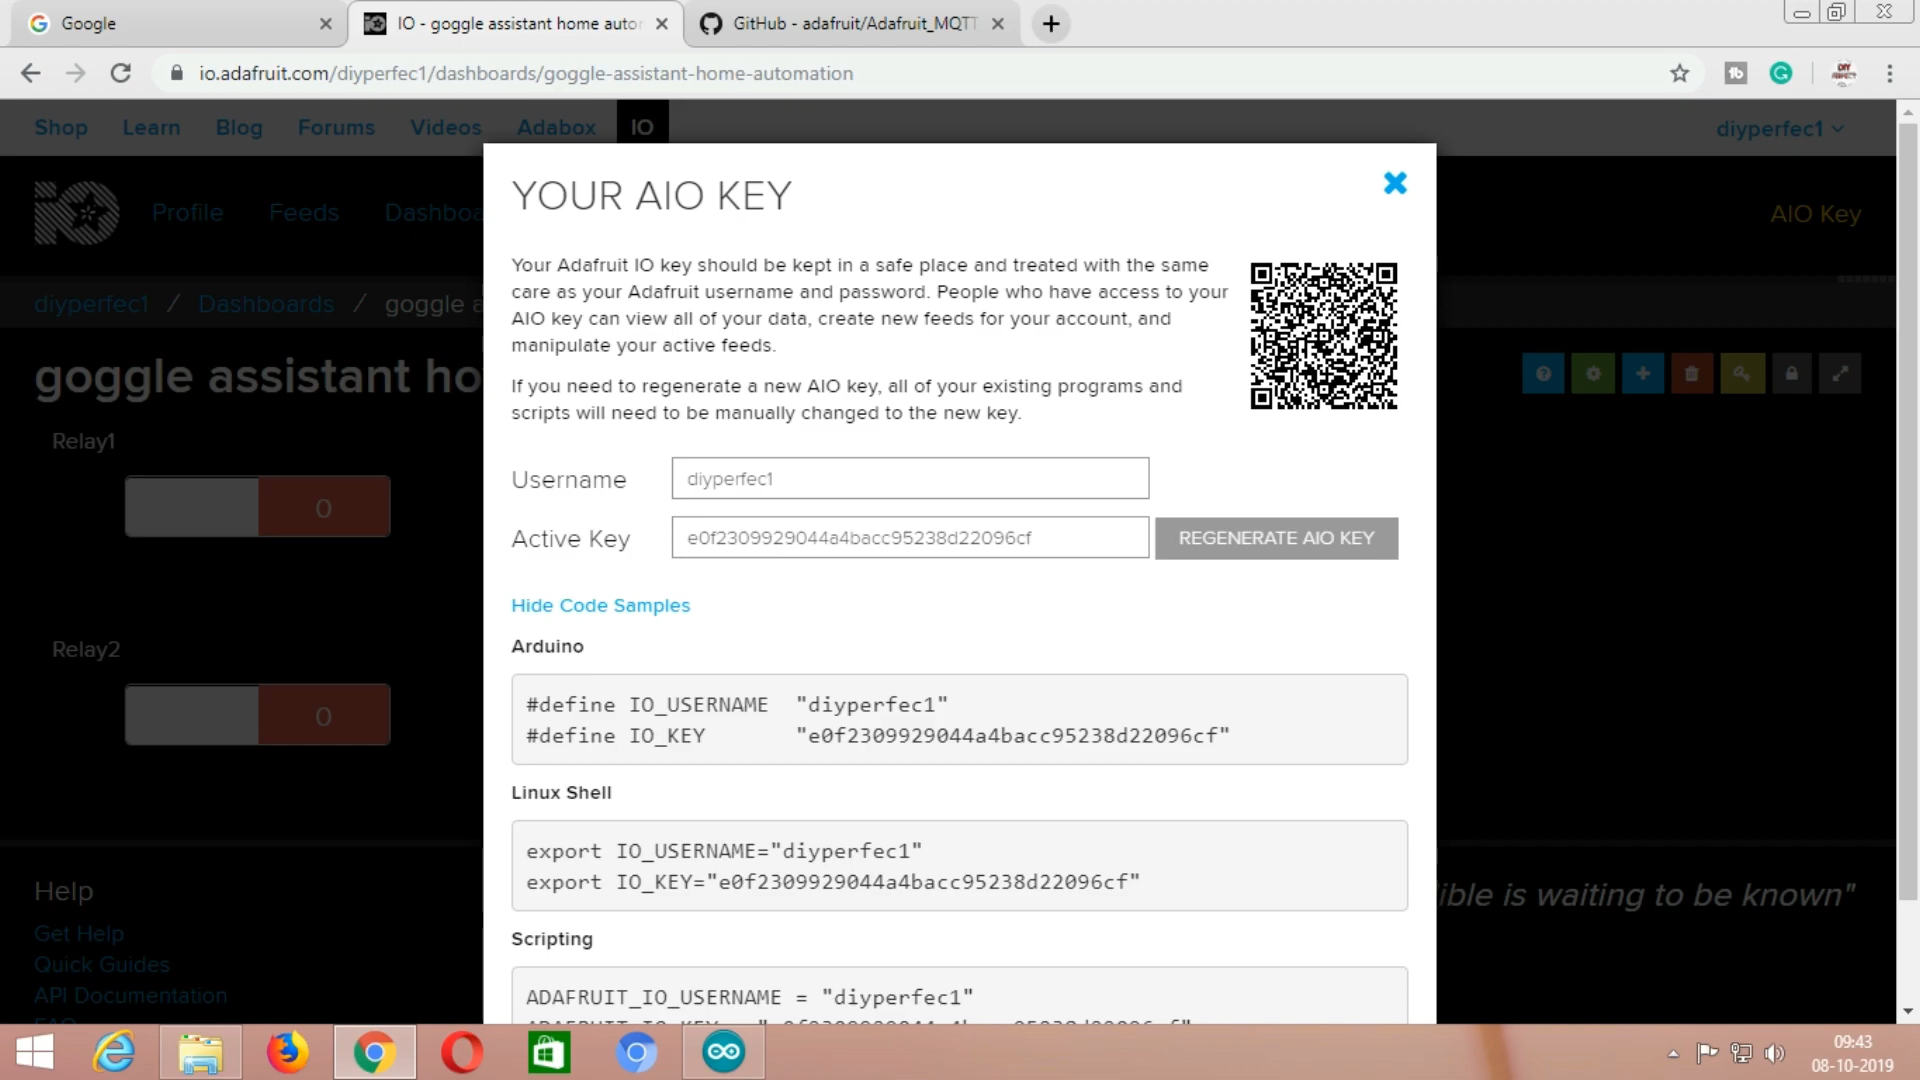 Google
IO - goggle assistant home autor
GitHub - adafruit/Adafruit_MQTT
io.adafruit.com/diyperfec1/dashboards/goggle-assistant-home-automation
Shop Learn Blog Forums Videos Adabox IO
diyperfec1
Profile Feeds Dashboa
AIO Key
diyperfec1 / Dashboards / goggle a
goggle assistant ho
Relay1
0
Relay2
0
YOUR AIO KEY
Your Adafruit IO key should be kept in a safe place and treated with the same
care as your Adafruit username and password. People who have access to your
AIO key can view all of your data, create new feeds for your account, and
manipulate your active feeds.
If you need to regenerate a new AIO key, all of your existing programs and
scripts will need to be manually changed to the new key.
Username diyperfec1
Active Key e0f2309929044a4bacc95238d22096cf REGENERATE AIO KEY
Hide Code Samples
Arduino
#define IO_USERNAME "diyperfec1"
#define IO_KEY "e0f2309929044a4bacc95238d22096cf"
Linux Shell
export IO_USERNAME="diyperfec1"
export IO_KEY="e0f2309929044a4bacc95238d22096cf"
Scripting
ADAFRUIT_IO_USERNAME = "diyperfec1"
ible is waiting to be known"
Help
Get Help
Quick Guides
API Documentation
FAQ
09:43
08-10-2019